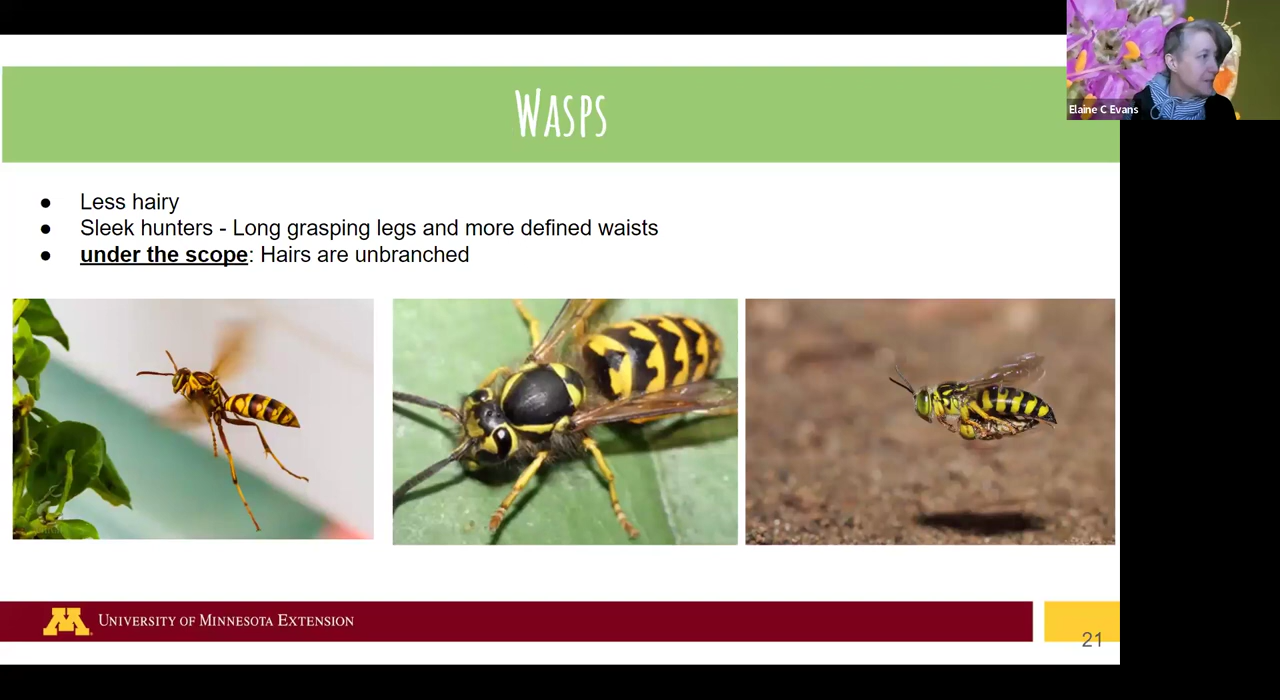 Elaine C Evans
Wasps
● Less hairy
● Sleek hunters - Long grasping legs and more defined waists
● under the scope: Hairs are unbranched
M
University of Minnesota Extension
21